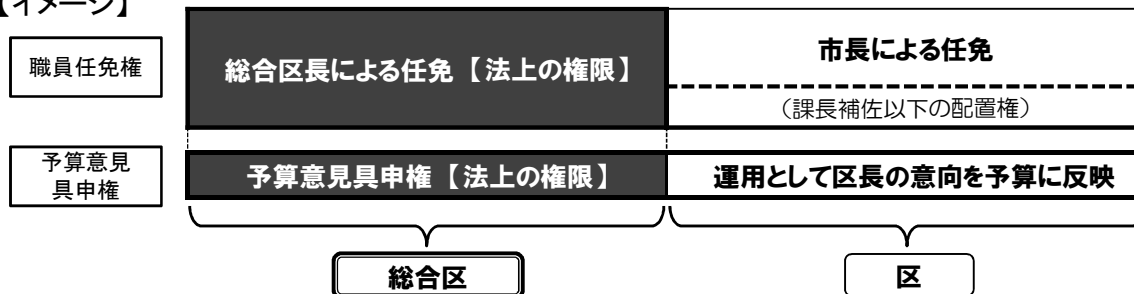 【イメージ】
職員任免権
総合区長による任免【法上の権限】
市長による任免
（課長補佐以下の配置権）
予算意見
具申権
予算意見具申権【法上の権限】
運用として区長の意向を予算に反映
総合区
区